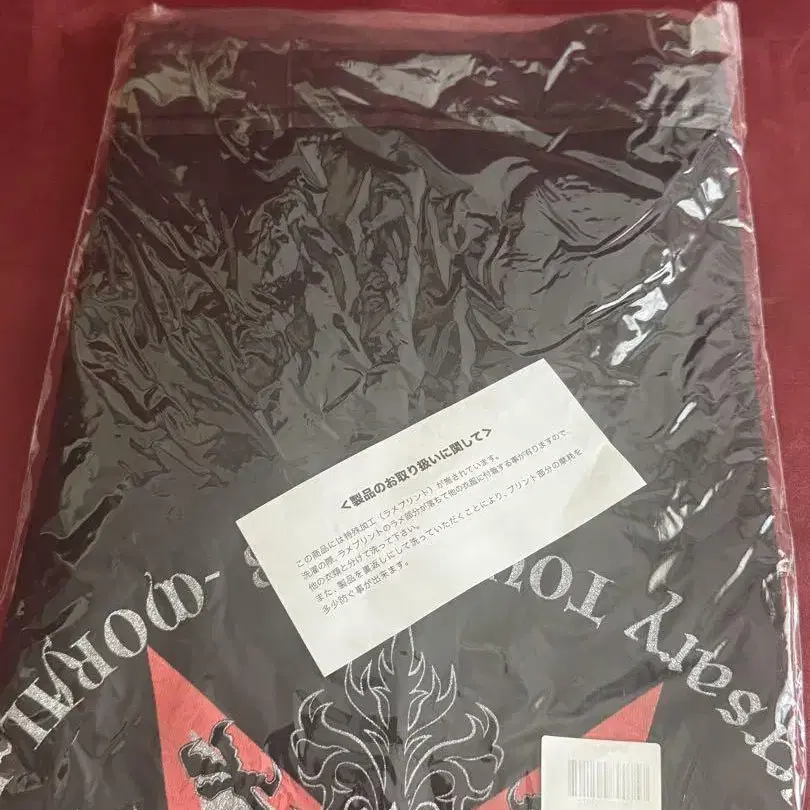 <製品のお取り扱いに関して>
この商品には特殊加工(ラメプリント)が施されています。
洗濯の際、ラメプリントのラメ部分が落ちて他の衣服に付着する事が有りますので、
他の衣類と分けて洗って下さい。
また、製品を裏返しにして洗っていただくことにより、プリント部分の摩耗を
多少防ぐ事が出来ます。